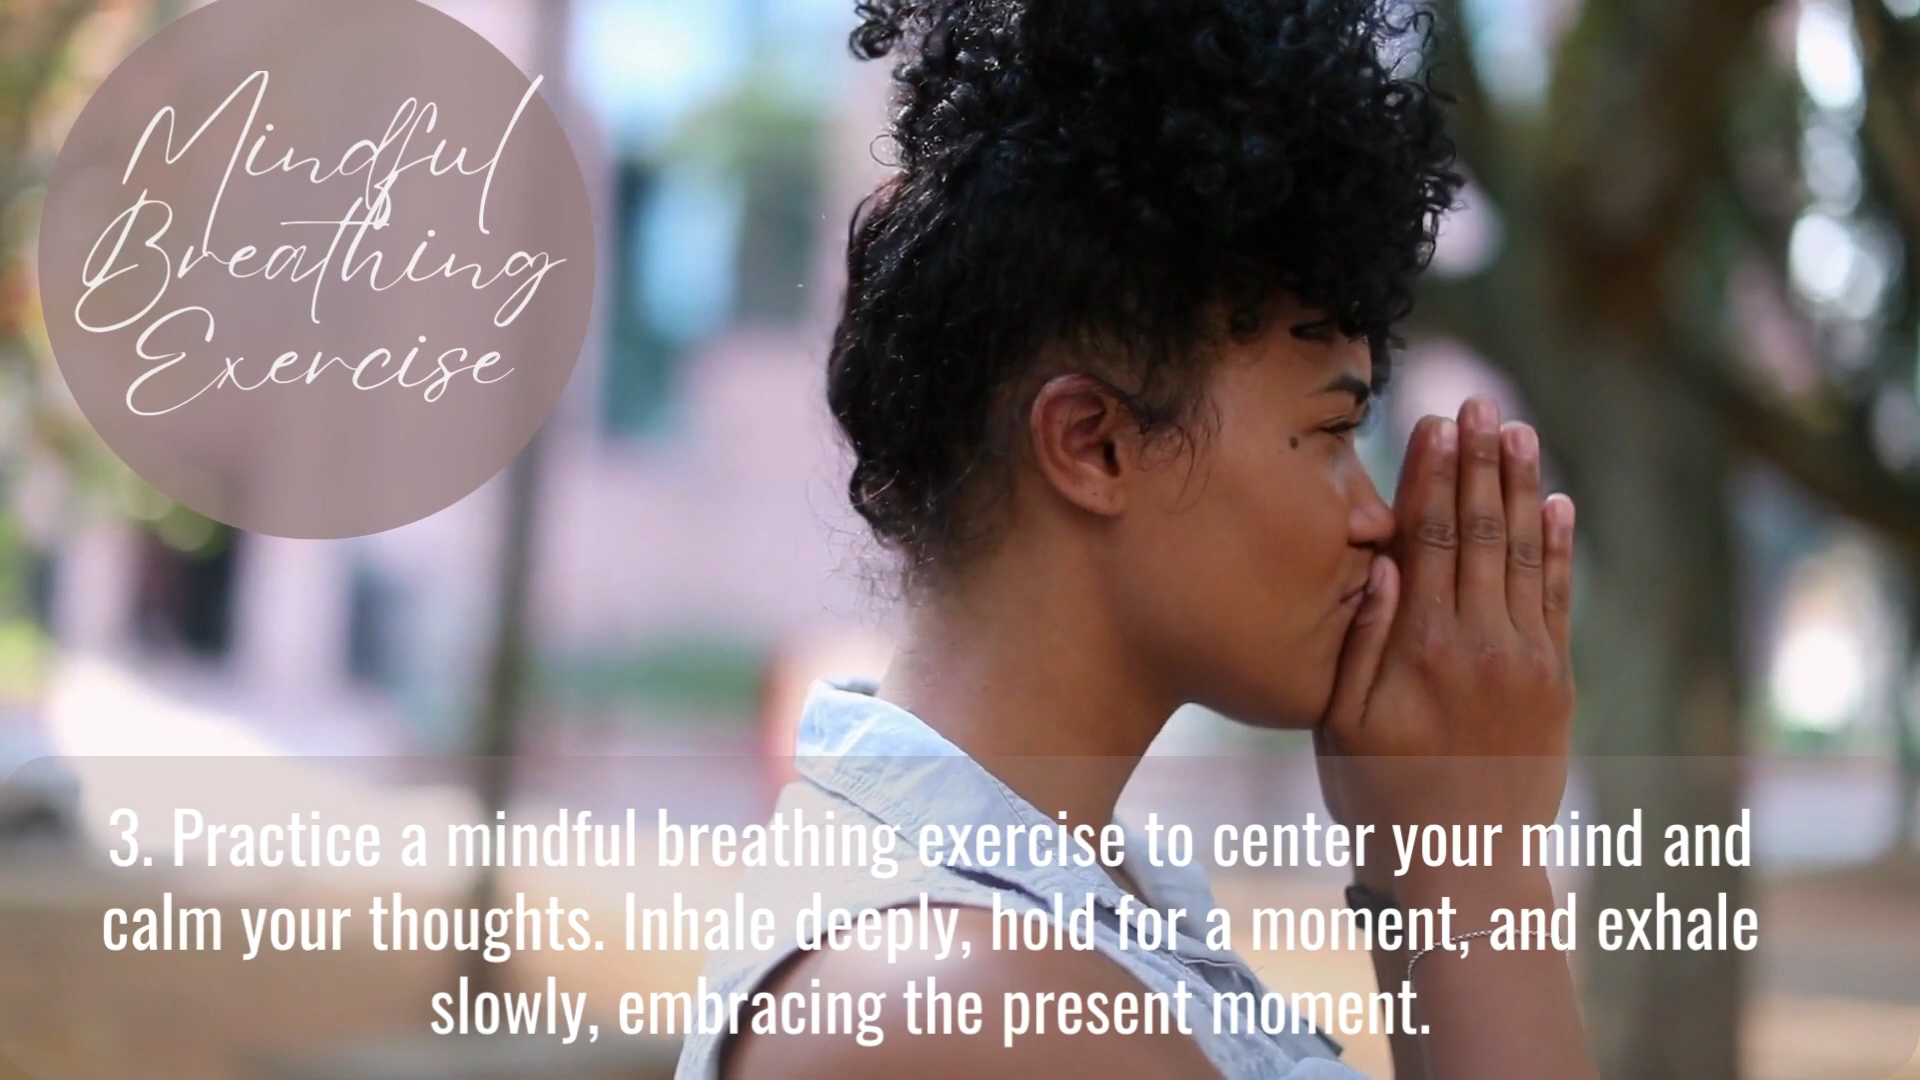 Mindful
Breathing
Exercise
3. Practice a mindful breathing exercise to center your mind and
calm your thoughts. Inhale deeply, hold for a moment, and exhale
slowly, embracing the present moment.